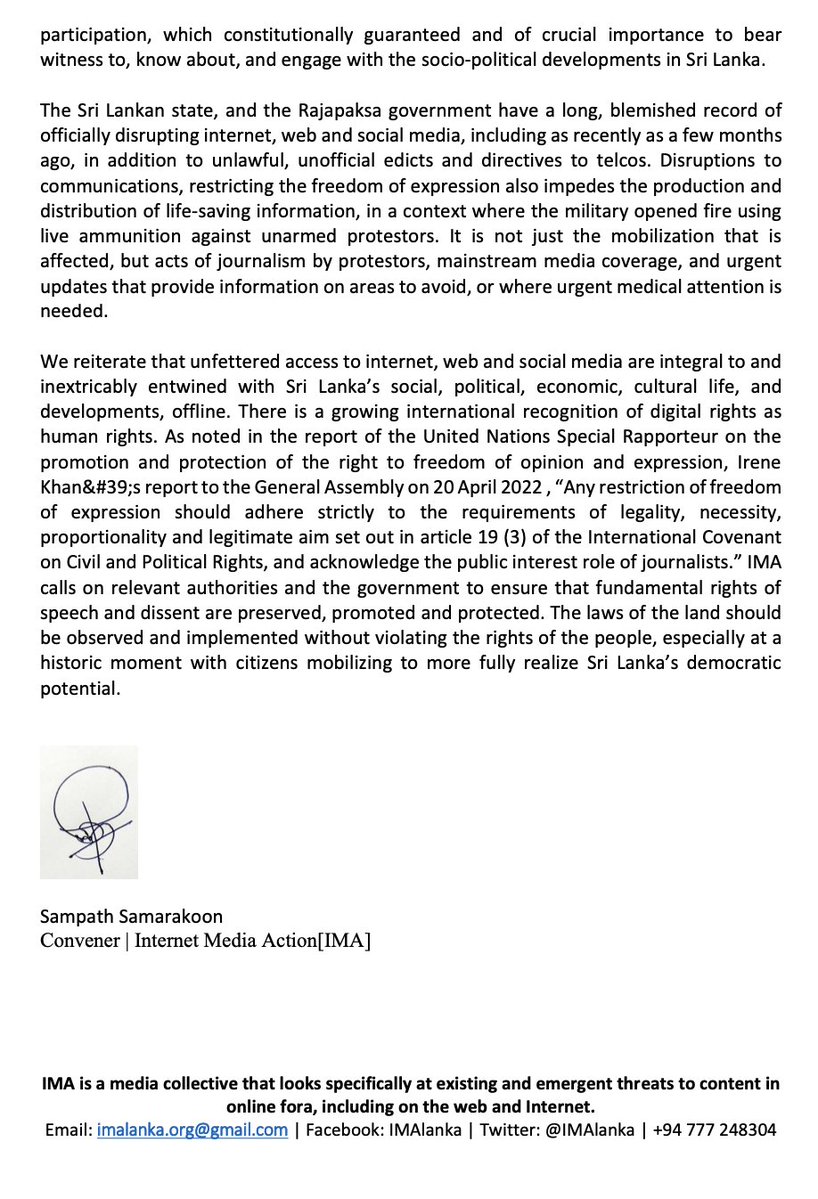 participation, which constitutionally guaranteed and of crucial importance to bear
witness to, know about, and engage with the socio-political developments in Sri Lanka.
The Sri Lankan state, and the Rajapaksa government have a long, blemished record of
officially disrupting internet, web and social media, including as recently as a few months
ago, in addition to unlawful, unofficial edicts and directives to telcos. Disruptions to
communications, restricting the freedom of expression also impedes the production and
distribution of life-saving information, in a context where the military opened fire using
live ammunition against unarmed protestors. It is not just the mobilization that is
affected, but acts of journalism by protestors, mainstream media coverage, and urgent
updates that provide information on areas to avoid, or where urgent medical attention is
needed.
We reiterate that unfettered access to internet, web and social media are integral to and
inextricably entwined with Sri Lanka’s social, political, economic, cultural life, and
developments, offline. There is a growing international recognition of digital rights as
human rights. As noted in the report of the United Nations Special Rapporteur on the
promotion and protection of the right to freedom of opinion and expression, Irene
Khan&#39;s report to the General Assembly on 20 April 2022 , “Any restriction of freedom
of expression should adhere strictly to the requirements of legality, necessity,
proportionality and legitimate aim set out in article 19 (3) of the International Covenant
on Civil and Political Rights, and acknowledge the public interest role of journalists.” IMA
calls on relevant authorities and the government to ensure that fundamental rights of
speech and dissent are preserved, promoted and protected. The laws of the land should
be observed and implemented without violating the rights of the people, especially at a
historic moment with citizens mobilizing to more fully realize Sri Lanka’s democratic
potential.
Sampath Samarakoon
Convener | Internet Media Action[IMA]
IMA is a media collective that looks specifically at existing and emergent threats to content in
online fora, including on the web and Internet.
Email: imalanka.org@gmail.com | Facebook: IMAlanka | Twitter: @IMAlanka | +94 777 248304